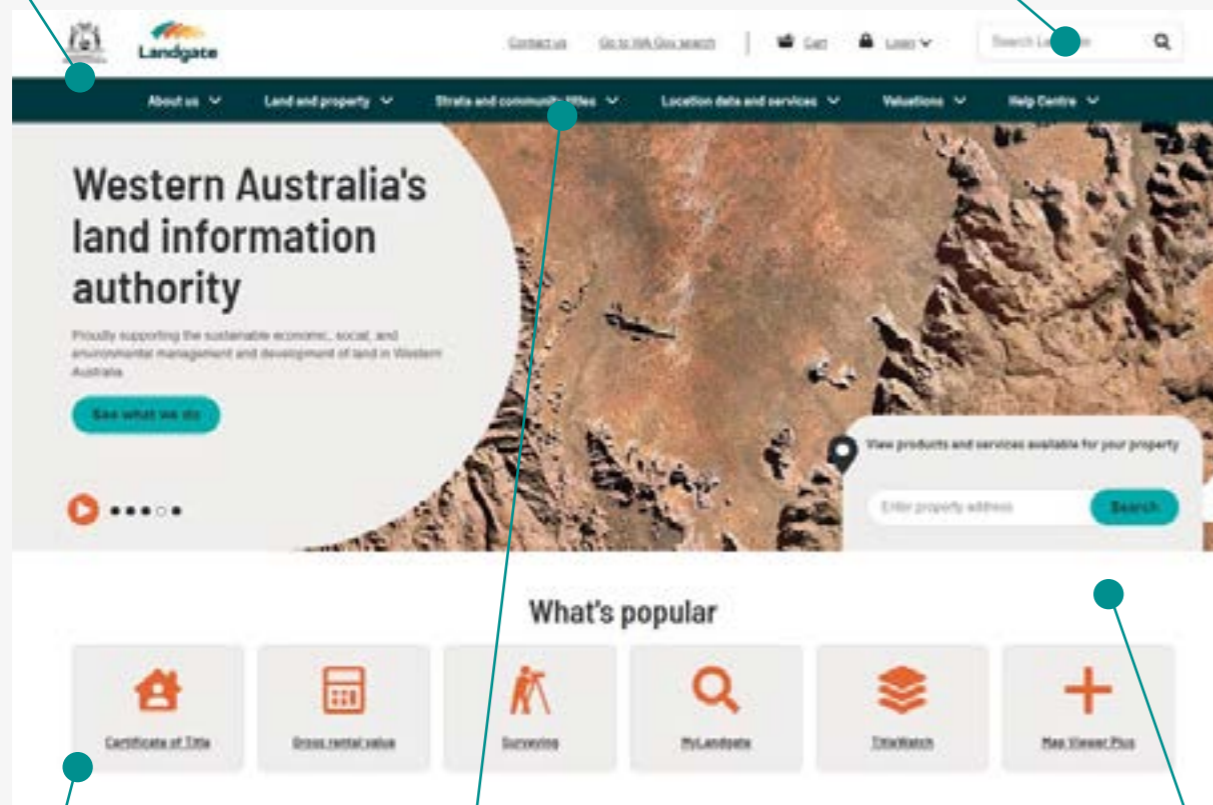 Landgate
Contact us Go to WA Gov search Cart Login Search Landgate
About us Land and property Strata and community titles Location data and services Valuations Help Centre
Western Australia's
land information
authority
Proudly supporting the sustainable economic, social, and
environmental management and development of land in Western
Australia
See what we do
View products and services available for your property
Enter property address Search
What's popular
Certificate of Title Gross rental value Surveying MyLandgate TitleWatch Map Viewer Plus